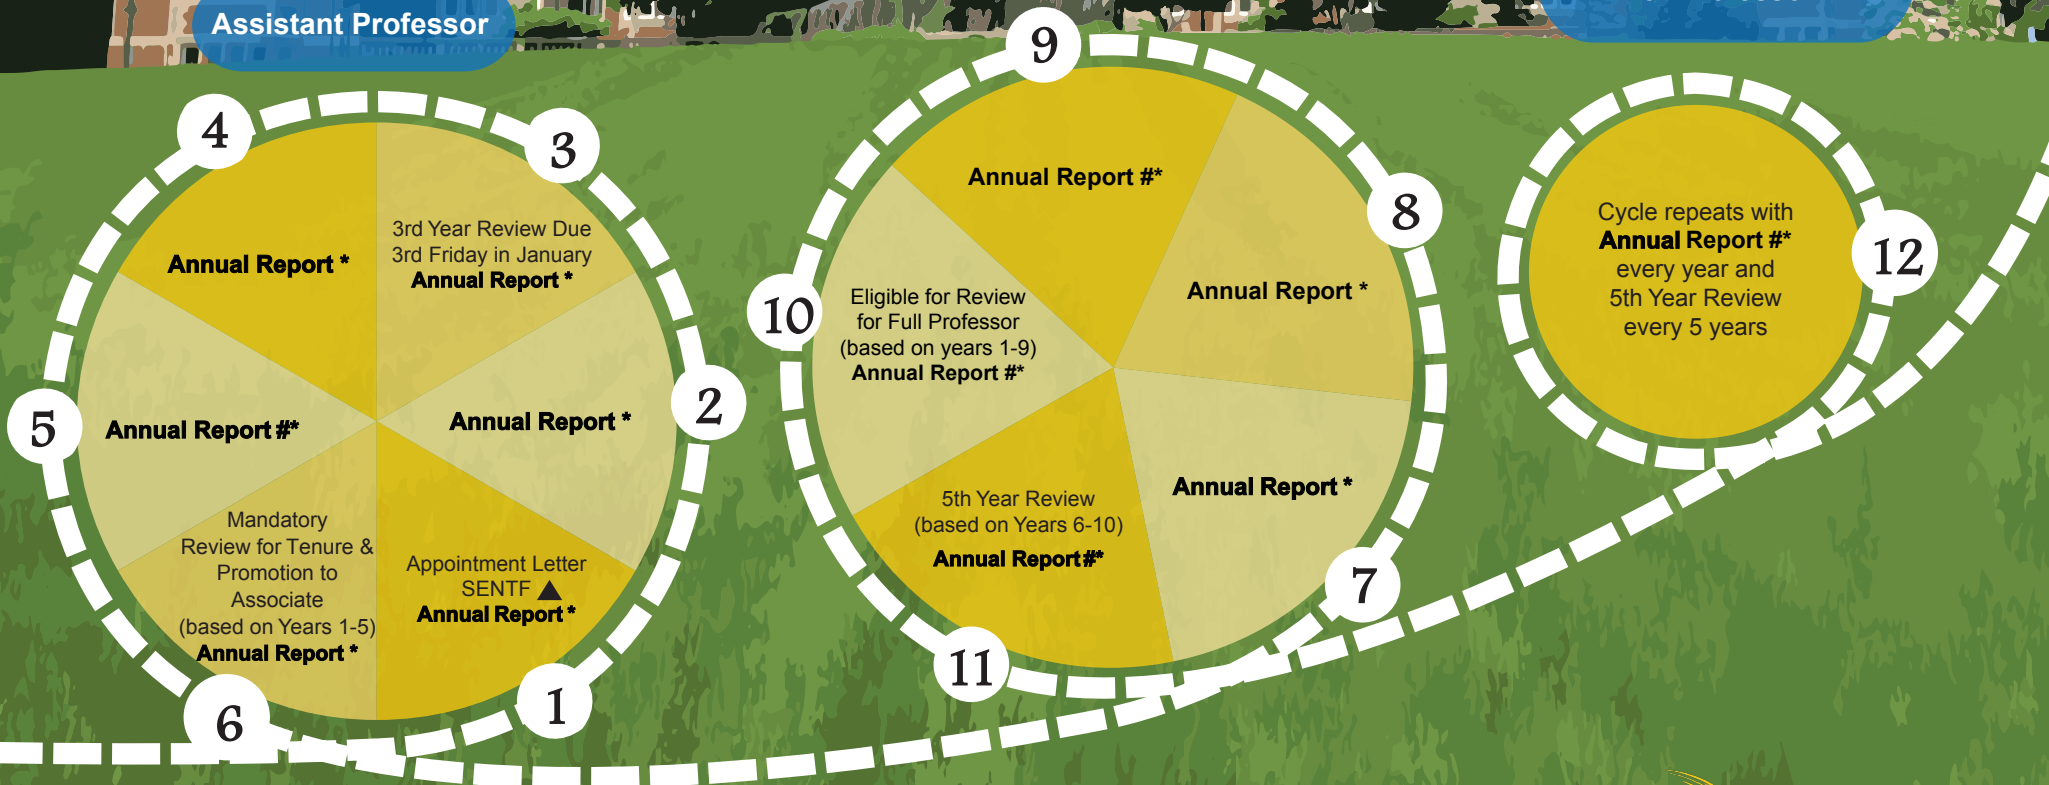 Assistant Professor
4
3
Annual Report *
3rd Year Review Due
3rd Friday in January
Annual Report *
5
Annual Report #*
Annual Report *
2
Mandatory
Review for Tenure &
Promotion to
Associate
(based on Years 1-5)
Annual Report *
Appointment Letter
SENTF ▲
Annual Report *
6
1
9
Annual Report #*
8
Annual Report *
10
Eligible for Review
for Full Professor
(based on years 1-9)
Annual Report #*
Annual Report *
5th Year Review
(based on Years 6-10)
Annual Report #*
7
11
Cycle repeats with
Annual Report #*
every year and
5th Year Review
every 5 years
12